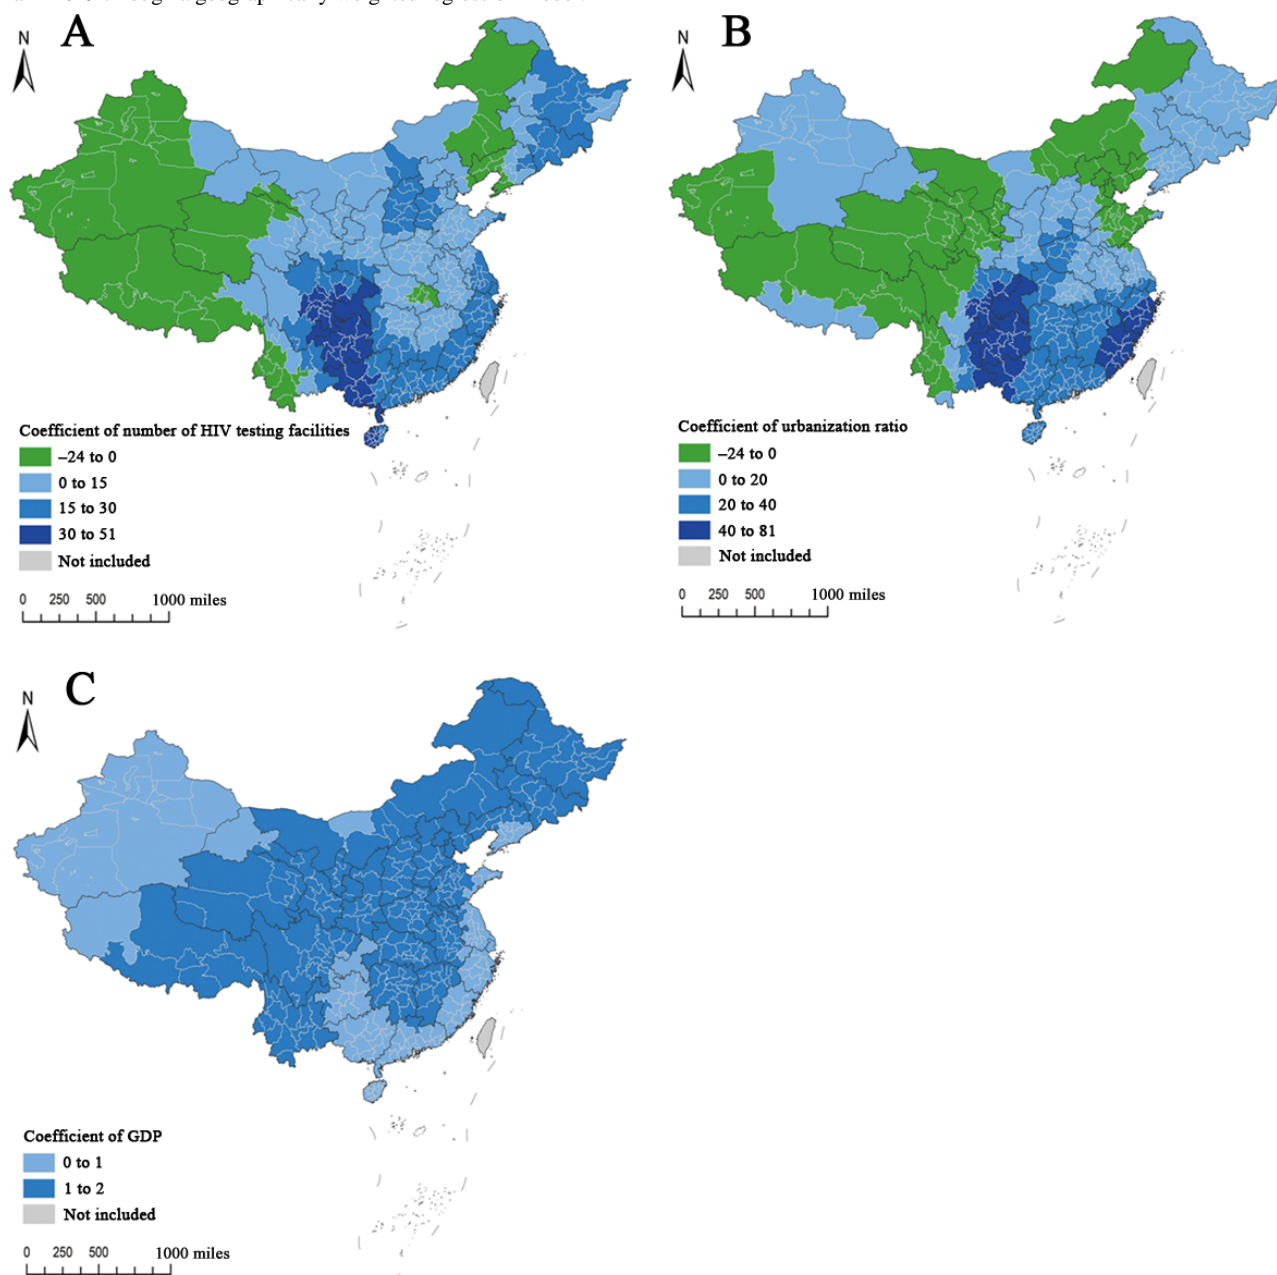 N
A
Coefficient of number of HIV testing facilities
–24 to 0
0 to 15
15 to 30
30 to 51
Not included
0 250 500 1000 miles
N
B
Coefficient of urbanization ratio
–24 to 0
0 to 20
20 to 40
40 to 81
Not included
0 250 500 1000 miles
N
C
Coefficient of GDP
0 to 1
1 to 2
Not included
0 250 500 1000 miles